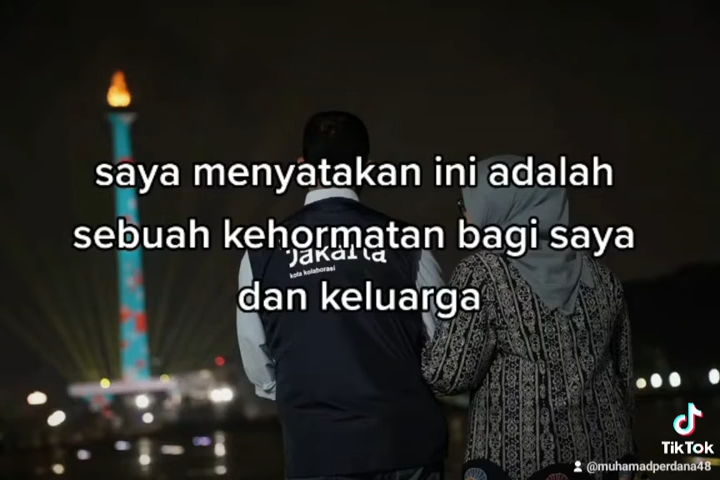 saya menyatakan ini adalah
sebuah kehormatan bagi saya
Jakarta
kota kolaborasi
dan keluarga
TikTok
@muhamadperdana48